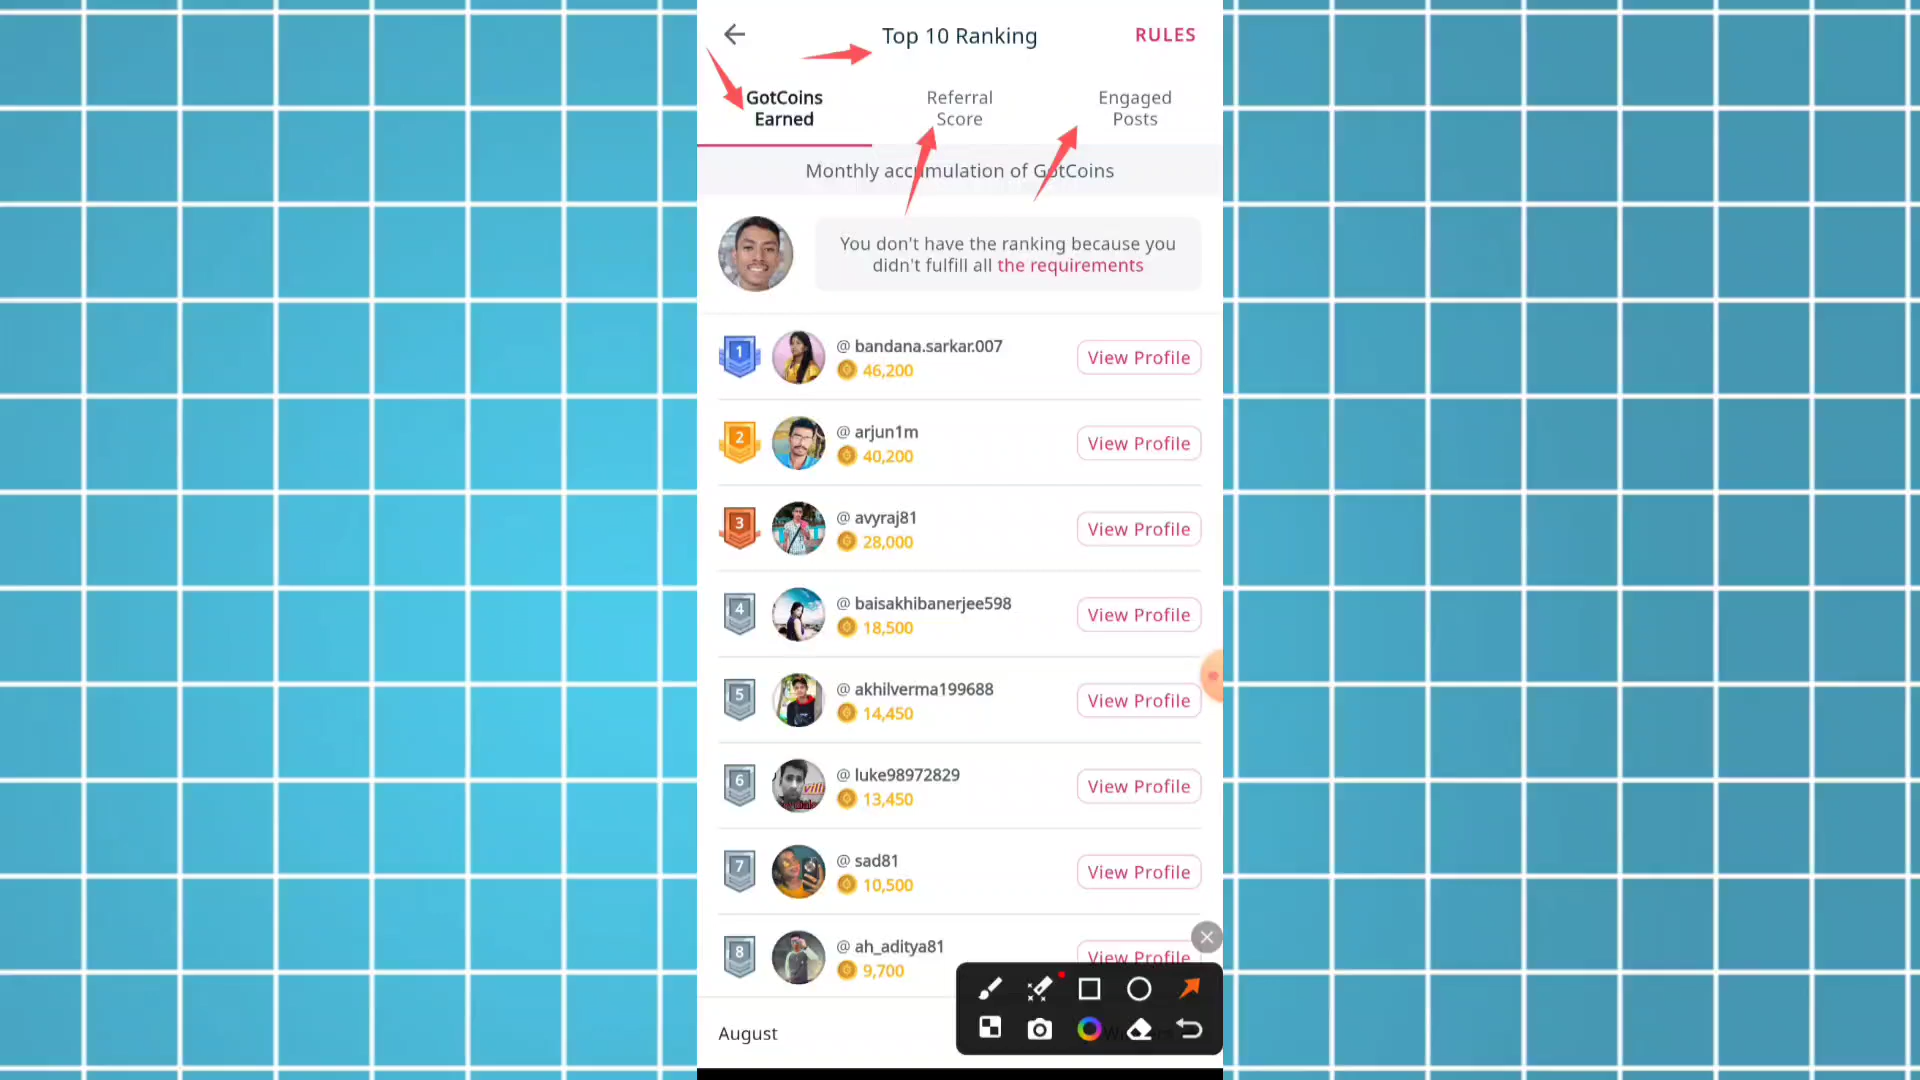 Top 10 Ranking
RULES
GotCoins
Earned
Referral
Score
Engaged
Posts
Monthly accumulation of GotCoins
You don't have the ranking because you
didn't fulfill all the requirements
1
@ bandana.sarkar.007
46,200
View Profile
2
@ arjun1m
40,200
View Profile
3
@ avyraj81
28,000
View Profile
4
@ baisakhibanerjee598
18,500
View Profile
5
@ akhilverma199688
14,450
View Profile
6
@ luke98972829
13,450
View Profile
7
@ sad81
10,500
View Profile
8
@ ah_aditya81
9,700
View Profile
August